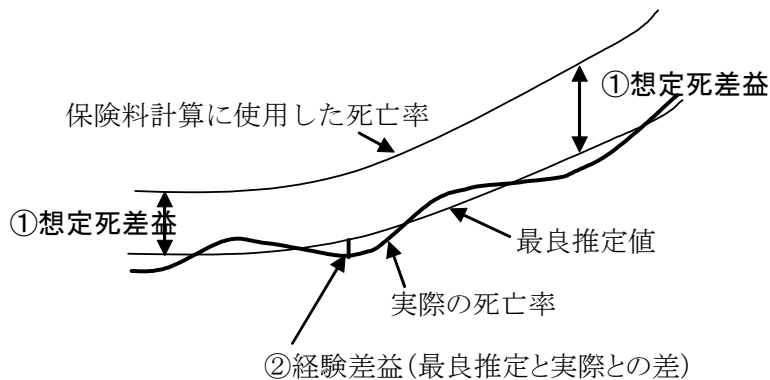 ①想定死差益
保険料計算に使用した死亡率
①想定死差益
最良推定値
実際の死亡率
②経験差益(最良推定と実際との差)